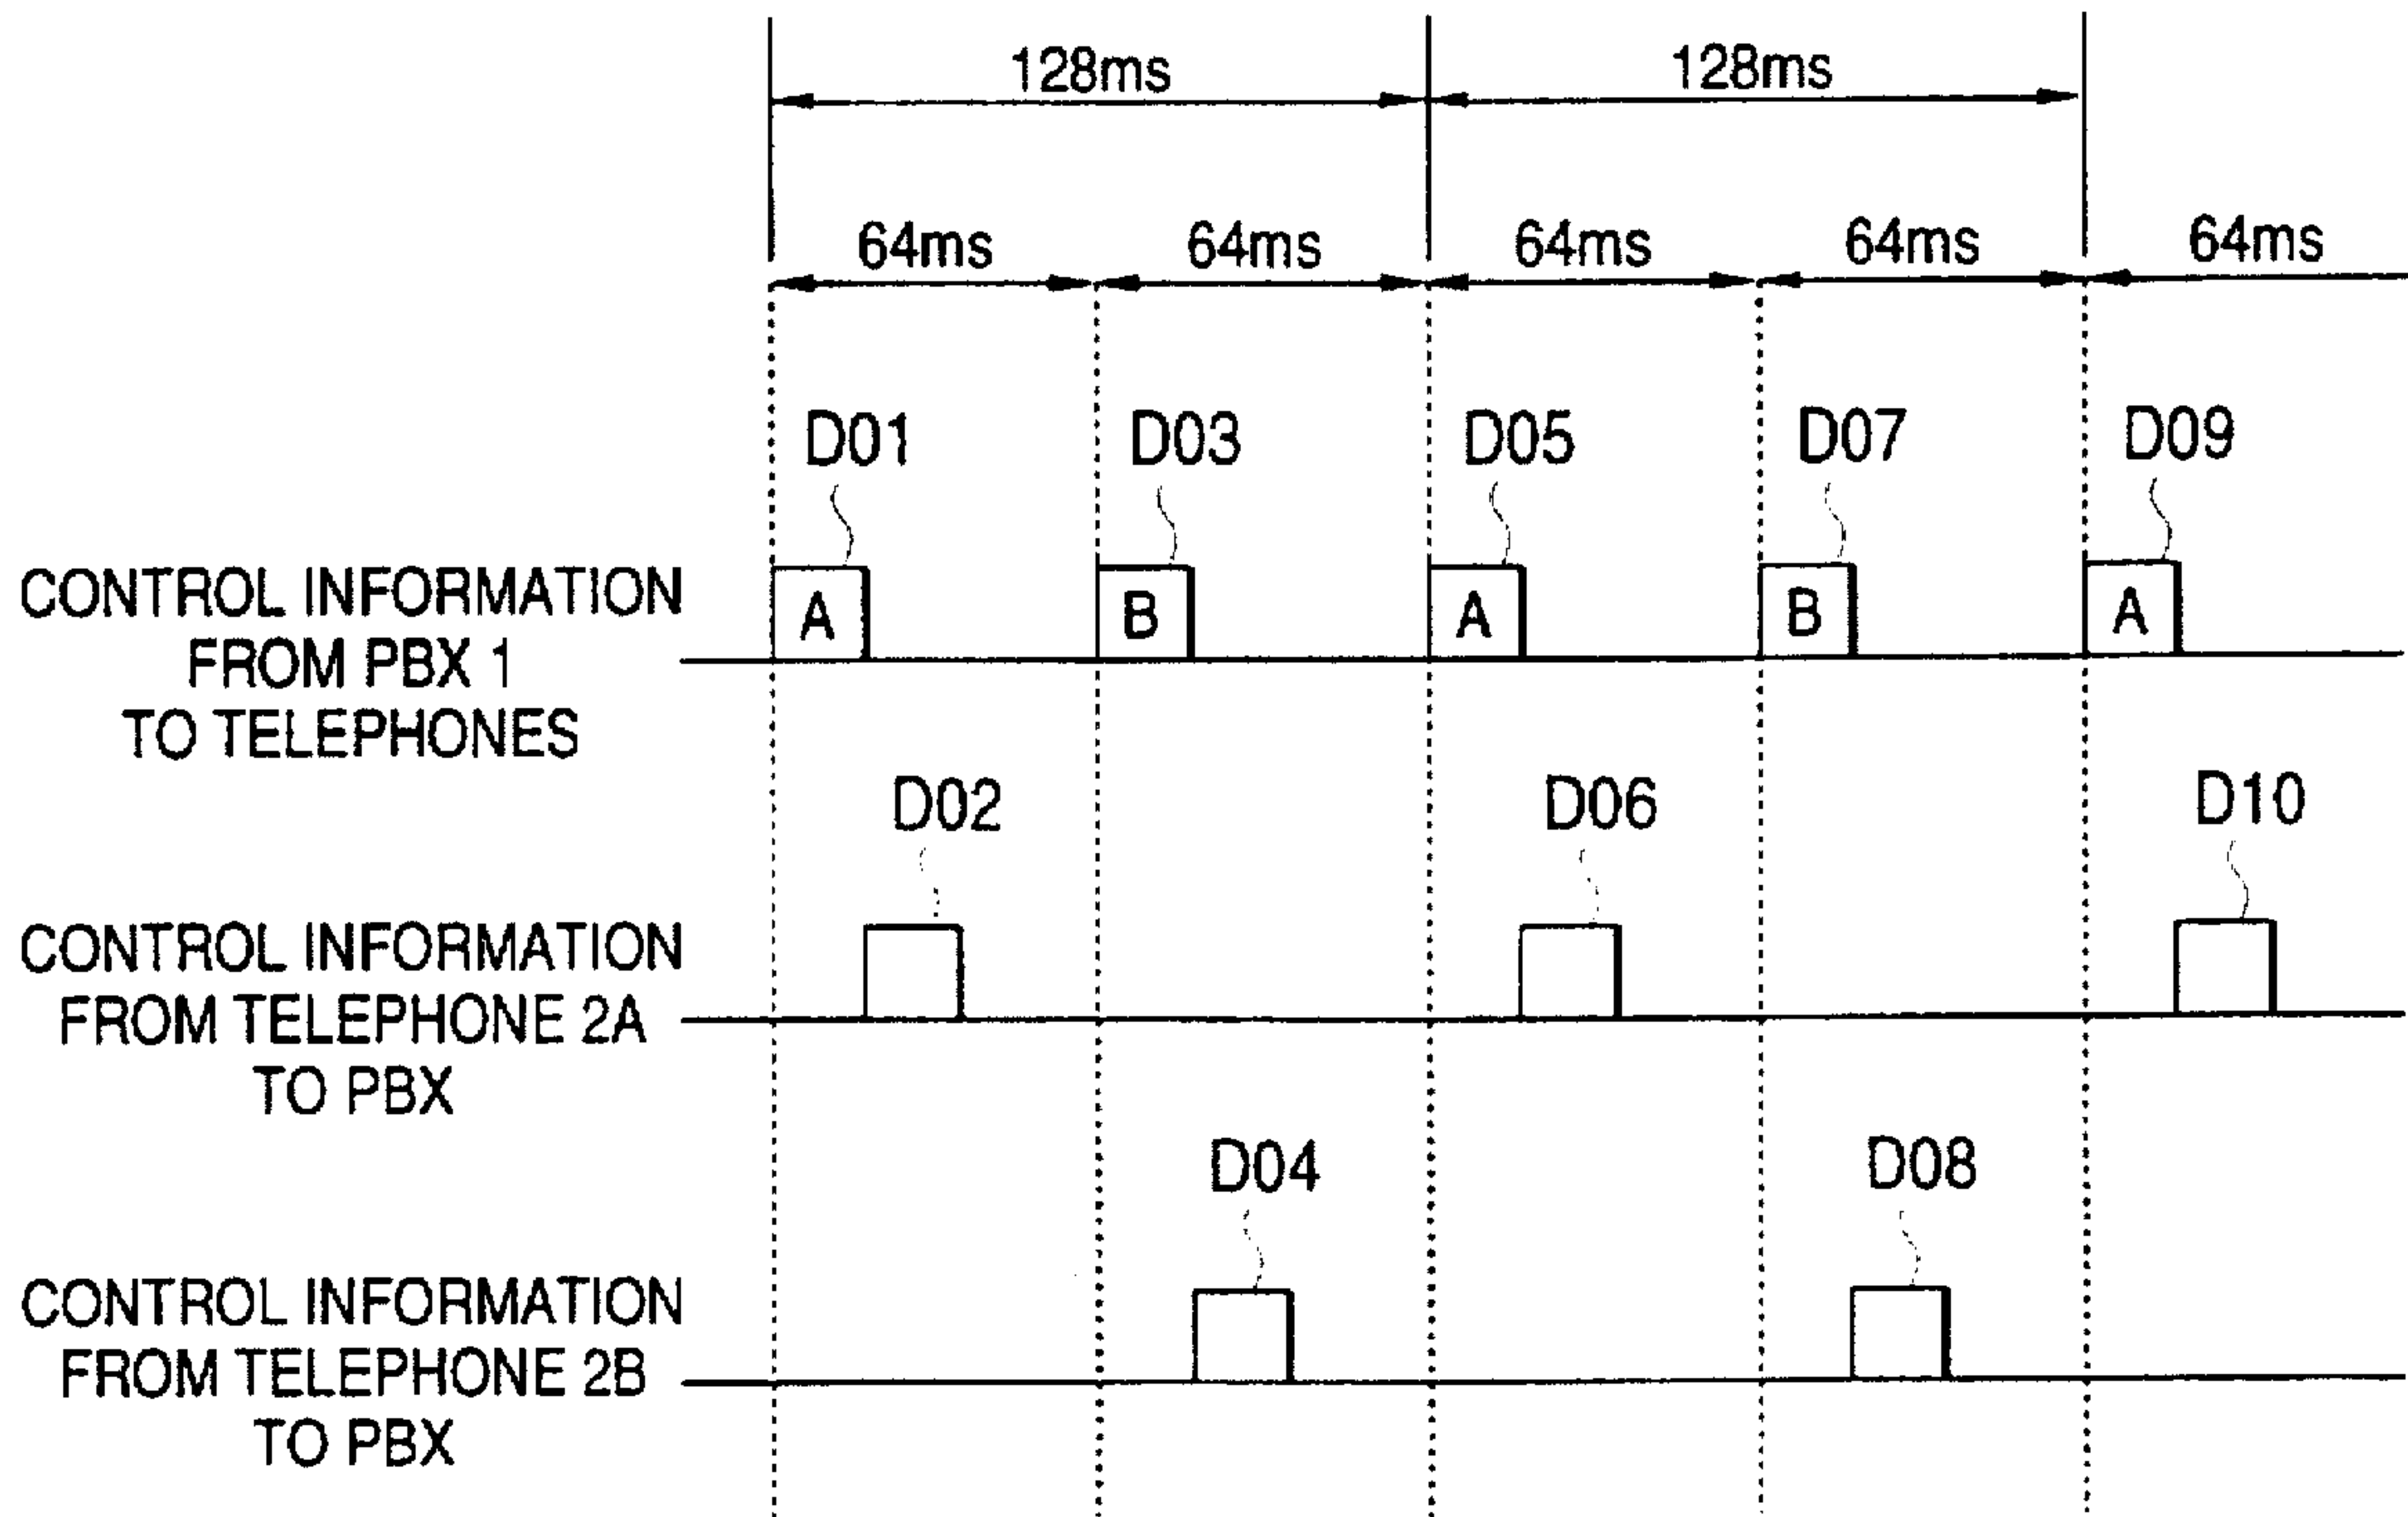 128ms 128ms
64ms 64ms 64ms 64ms 64ms
D01 D03 D05 D07 D09
A B A B A
CONTROL INFORMATION
FROM PBX 1
TO TELEPHONES
D02 D06 D10
CONTROL INFORMATION
FROM TELEPHONE 2A
TO PBX
D04 D08
CONTROL INFORMATION
FROM TELEPHONE 2B
TO PBX